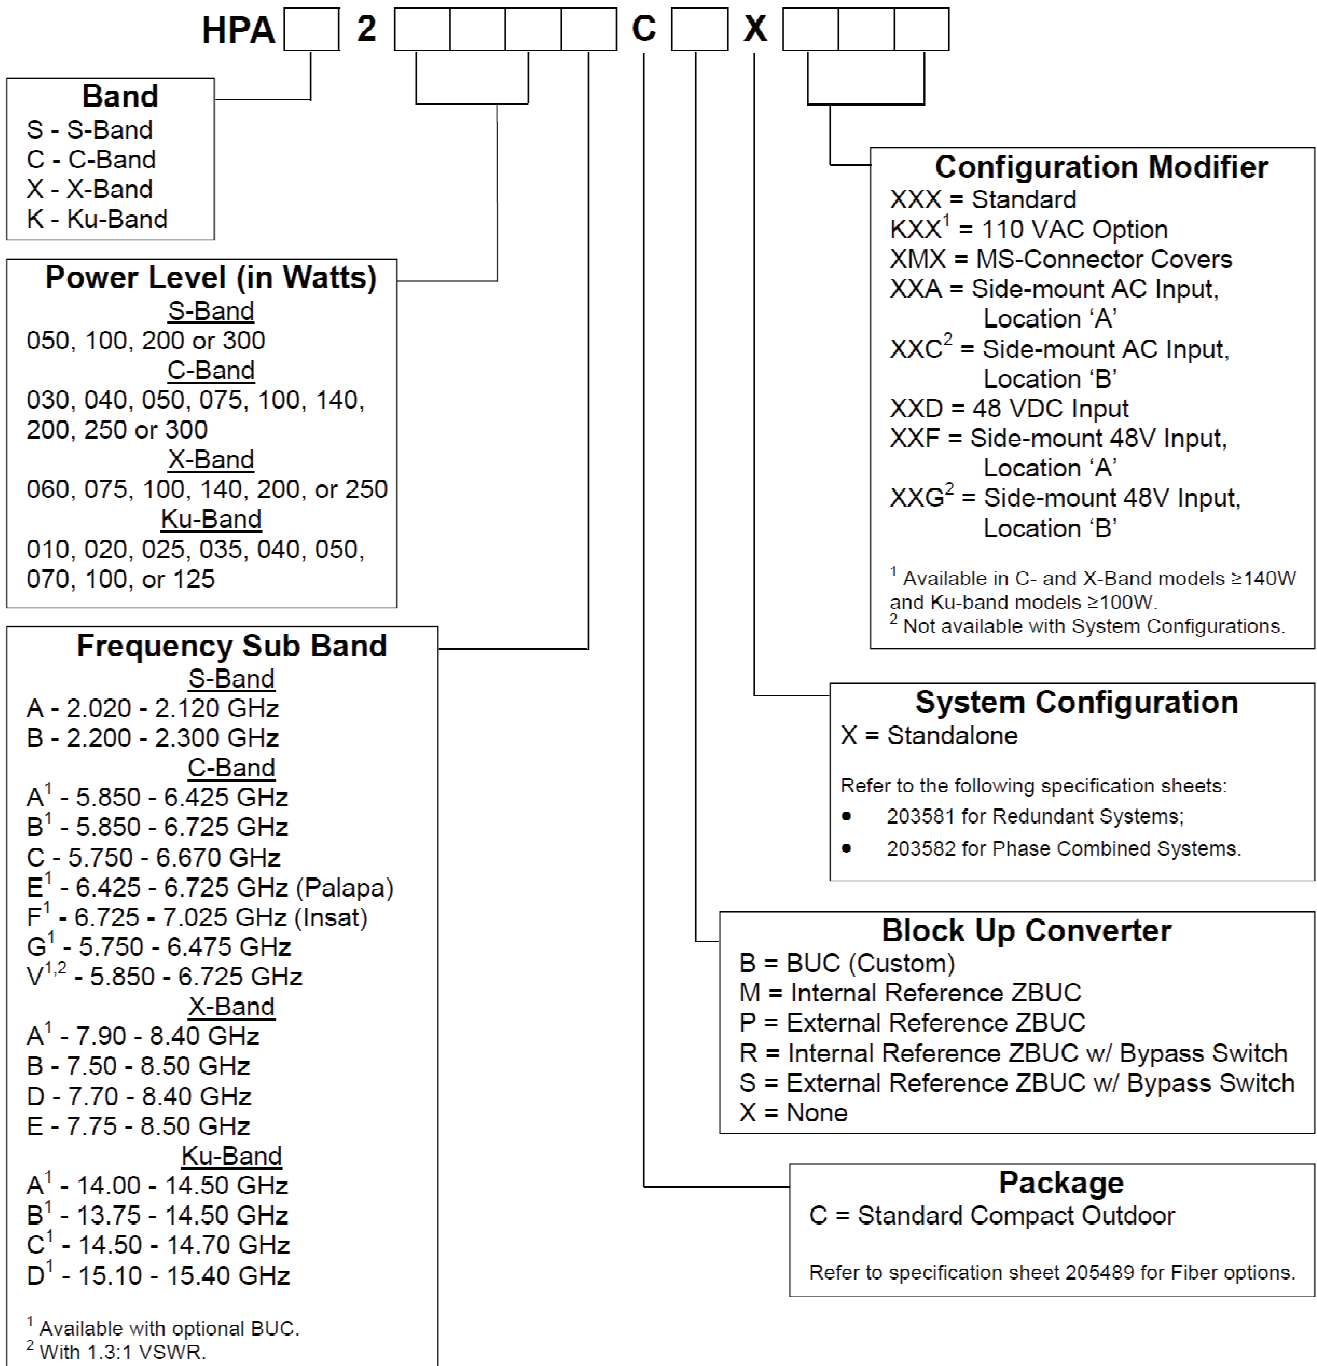 HPA 2 C X
Band
S - S-Band
C - C-Band
X - X-Band
K - Ku-Band
Power Level (in Watts)
S-Band
050, 100, 200 or 300
C-Band
030, 040, 050, 075, 100, 140,
200, 250 or 300
X-Band
060, 075, 100, 140, 200, or 250
Ku-Band
010, 020, 025, 035, 040, 050,
070, 100, or 125
Frequency Sub Band
S-Band
A - 2.020 - 2.120 GHz
B - 2.200 - 2.300 GHz
C-Band
A¹ - 5.850 - 6.425 GHz
B¹ - 5.850 - 6.725 GHz
C - 5.750 - 6.670 GHz
E¹ - 6.425 - 6.725 GHz (Palapa)
F¹ - 6.725 - 7.025 GHz (Insat)
G¹ - 5.750 - 6.475 GHz
V¹,² - 5.850 - 6.725 GHz
X-Band
A¹ - 7.90 - 8.40 GHz
B - 7.50 - 8.50 GHz
D - 7.70 - 8.40 GHz
E - 7.75 - 8.50 GHz
Ku-Band
A¹ - 14.00 - 14.50 GHz
B¹ - 13.75 - 14.50 GHz
C¹ - 14.50 - 14.70 GHz
D¹ - 15.10 - 15.40 GHz
¹ Available with optional BUC.
² With 1.3:1 VSWR.
Configuration Modifier
XXX = Standard
KXX¹ = 110 VAC Option
XMX = MS-Connector Covers
XXA = Side-mount AC Input,
Location ‘A’
XXC² = Side-mount AC Input,
Location ‘B’
XXD = 48 VDC Input
XXF = Side-mount 48V Input,
Location ‘A’
XXG² = Side-mount 48V Input,
Location ‘B’
¹ Available in C- and X-Band models ≥140W
and Ku-band models ≥100W.
² Not available with System Configurations.
System Configuration
X = Standalone
Refer to the following specification sheets:
• 203581 for Redundant Systems;
• 203582 for Phase Combined Systems.
Block Up Converter
B = BUC (Custom)
M = Internal Reference ZBUC
P = External Reference ZBUC
R = Internal Reference ZBUC w/ Bypass Switch
S = External Reference ZBUC w/ Bypass Switch
X = None
Package
C = Standard Compact Outdoor
Refer to specification sheet 205489 for Fiber options.